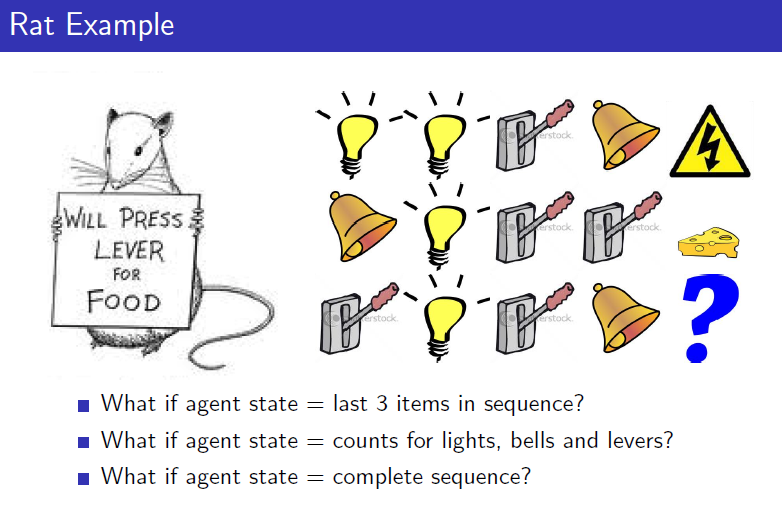 Rat Example
WILL PRESS
LEVER
FOR
FOOD
What if agent state = last 3 items in sequence?
What if agent state = counts for lights, bells and levers?
What if agent state = complete sequence?